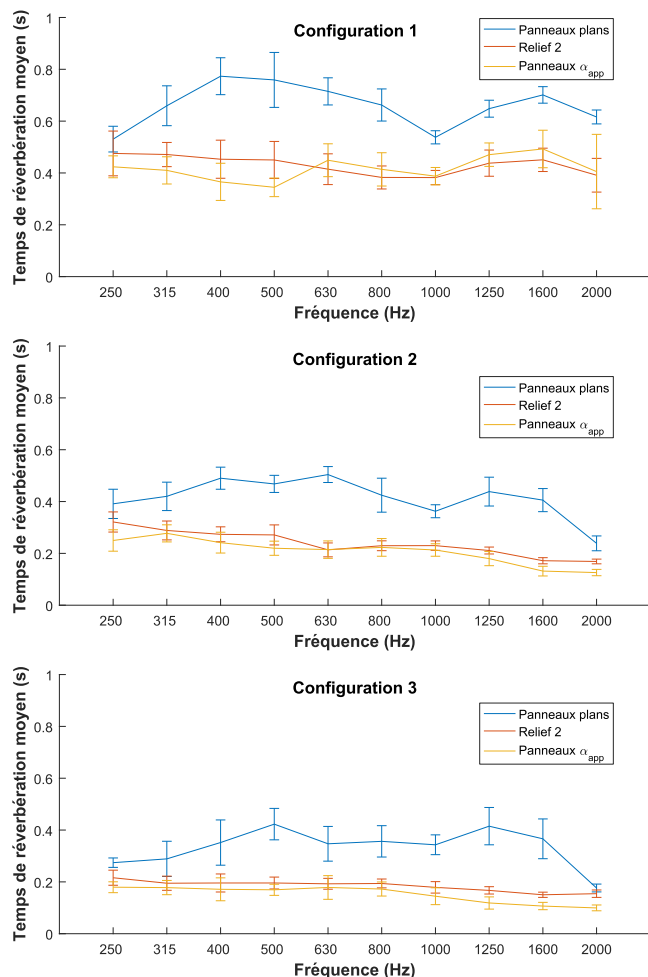 Configuration 1
Panneaux plans
Relief 2
Panneaux αapp
Temps de réverbération moyen (s)
1
0.8
0.6
0.4
0.2
0
250 315 400 500 630 800 1000 1250 1600 2000
Fréquence (Hz)
Configuration 2
Panneaux plans
Relief 2
Panneaux αapp
Temps de réverbération moyen (s)
1
0.8
0.6
0.4
0.2
0
250 315 400 500 630 800 1000 1250 1600 2000
Fréquence (Hz)
Configuration 3
Panneaux plans
Relief 2
Panneaux αapp
Temps de réverbération moyen (s)
1
0.8
0.6
0.4
0.2
0
250 315 400 500 630 800 1000 1250 1600 2000
Fréquence (Hz)